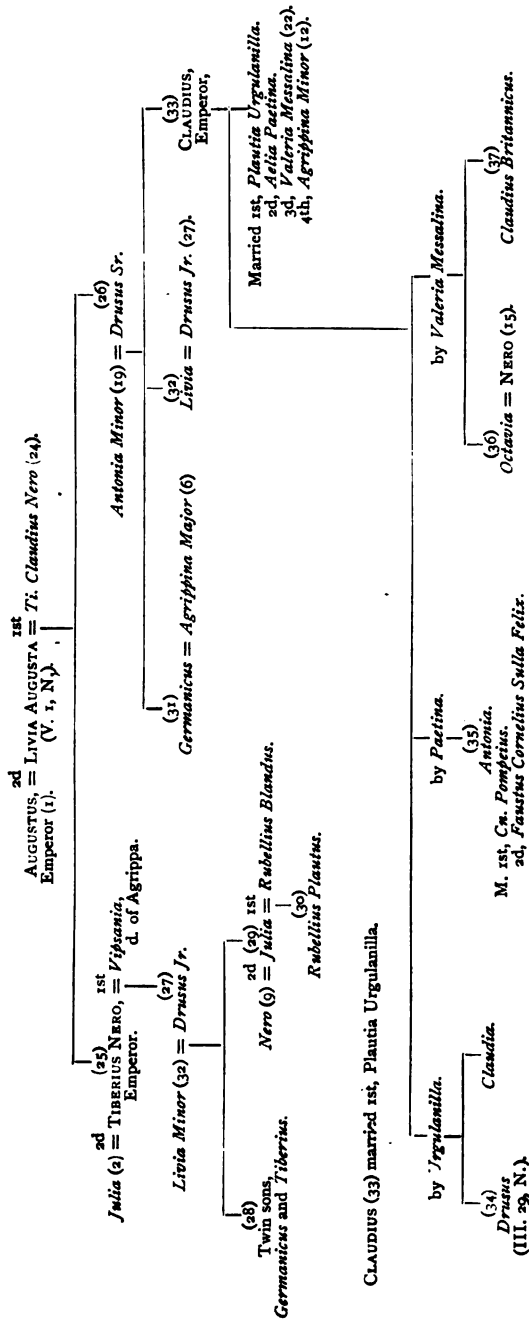 2d 1st
AUGUSTUS, = LIVIA AUGUSTA = Ti. Claudius Nero (24).
Emperor (1). (V. 1, N.).
2d (25) 1st
Julia (2) = TIBERIUS NERO, = Vipsania,
Emperor. d. of Agrippa.
(26)
Antonia Minor (19) = Drusus Sr.
(27)
Livia Minor (32) = Drusus Jr.
(31) (32) (33)
Germanicus = Agrippina Major (6) Livia = Drusus Jr. (27). CLAUDIUS,
Emperor,
(28) 2d (29) 1st
Twin sons, Nero (9) = Julia = Rubellius Blandus.
Germanicus and Tiberius.
(30)
Rubellius Plautus.
Married 1st, Plautia Urgulanilla.
2d, Aelia Paetina.
3d, Valeria Messalina (22).
4th, Agrippina Minor (12).
CLAUDIUS (33) married 1st, Plautia Urgulanilla.
by Urgulanilla. by Paetina. by Valeria Messalina.
(34) (35) (36) (37)
Drusus Claudia. Antonia. Octavia = NERO (15). Claudius Britannicus.
(III. 29, N.). M. 1st, Cn. Pompeius.
2d, Faustus Cornelius Sulla Felix.